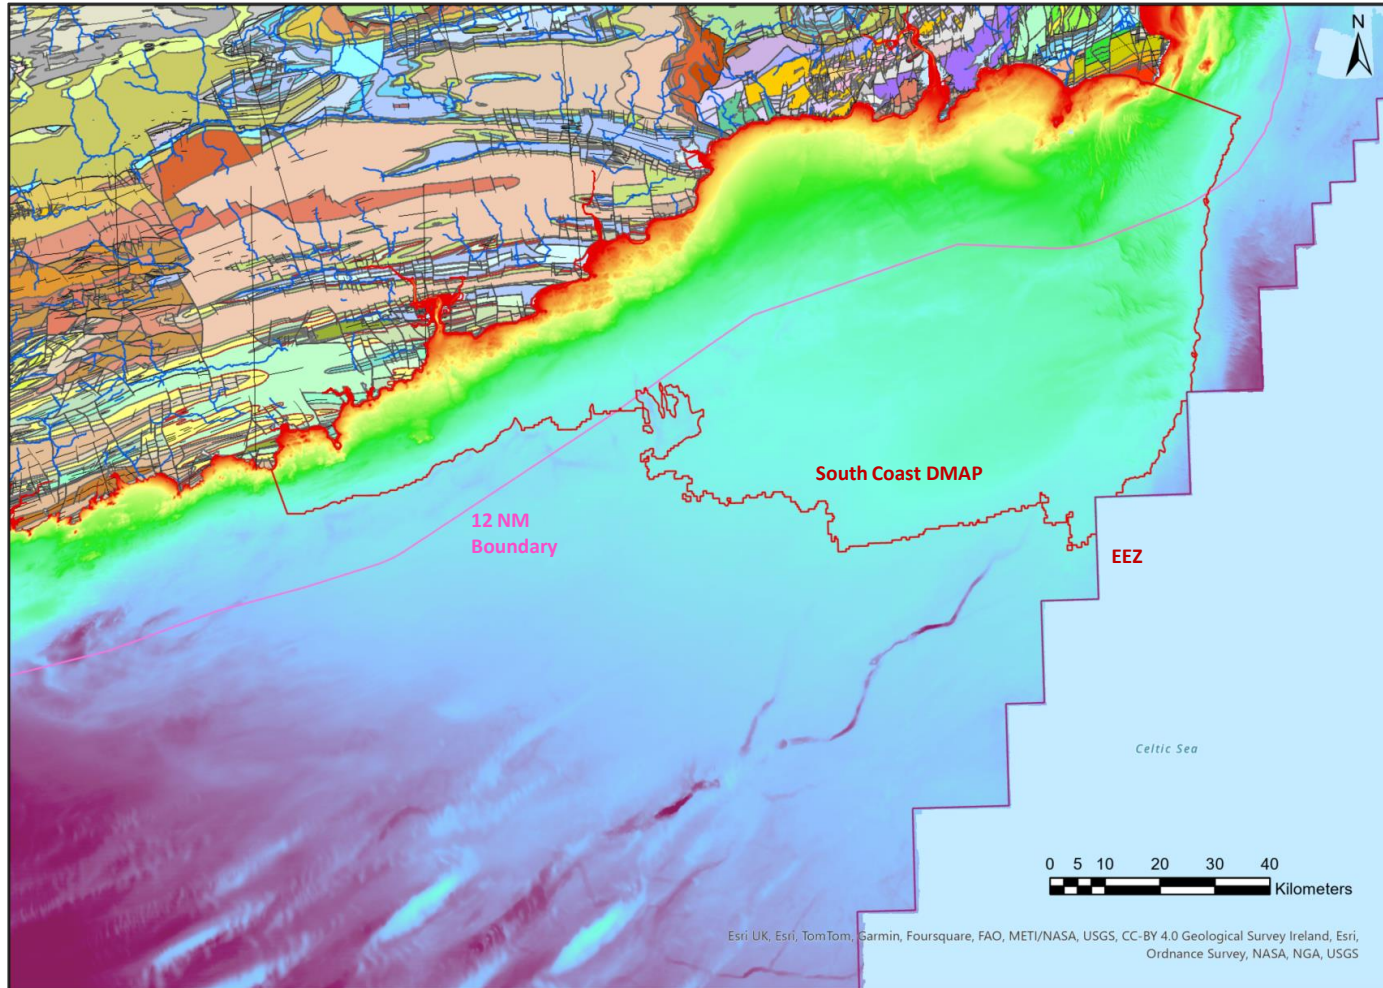 N
South Coast DMAP
12 NM
Boundary
EEZ
Celtic Sea
0 5 10 20 30 40
Kilometers
Esri UK, Esri, TomTom, Garmin, Foursquare, FAO, METI/NASA, USGS, CC-BY 4.0 Geological Survey Ireland, Esri,
Ordnance Survey, NASA, NGA, USGS